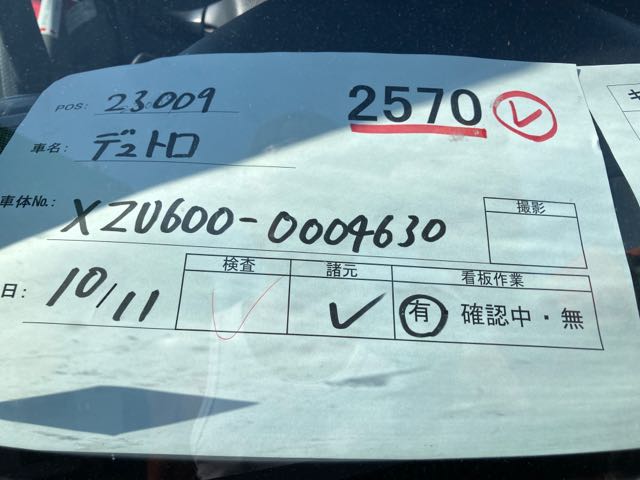 POS: 23009
2570
車名: デュトロ
車体No.: XZU600-0004630
撮影
日: 10/11
検査 諸元 看板作業
有 確認中・無